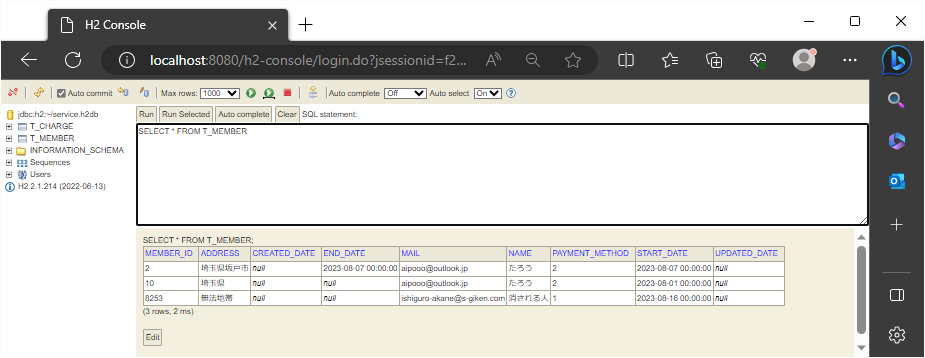 H2 Console
localhost:8080/h2-console/login.do?jsessionid=f2...
Auto commit Max rows: 1000 Auto complete Off Auto select On
jdbc:h2:~/service.h2db
T_CHARGE
T_MEMBER
INFORMATION_SCHEMA
Sequences
Users
H2 2.1.214 (2022-06-13)
Run Run Selected Auto complete Clear SQL statement:
SELECT * FROM T_MEMBER
SELECT * FROM T_MEMBER;
MEMBER_ID ADDRESS CREATED_DATE END_DATE MAIL NAME PAYMENT_METHOD START_DATE UPDATED_DATE
2 埼玉県坂戸市 null 2023-08-07 00:00:00 aipooo@outlook.jp たろう 2 2023-08-07 00:00:00 null
10 埼玉県 null null aipooo@outlook.jp たろう 2 2023-08-01 00:00:00 null
8253 無法地帯 null null ishiguro-akane@s-giken.com 消される人 1 2023-08-16 00:00:00 null
(3 rows, 2 ms)
Edit